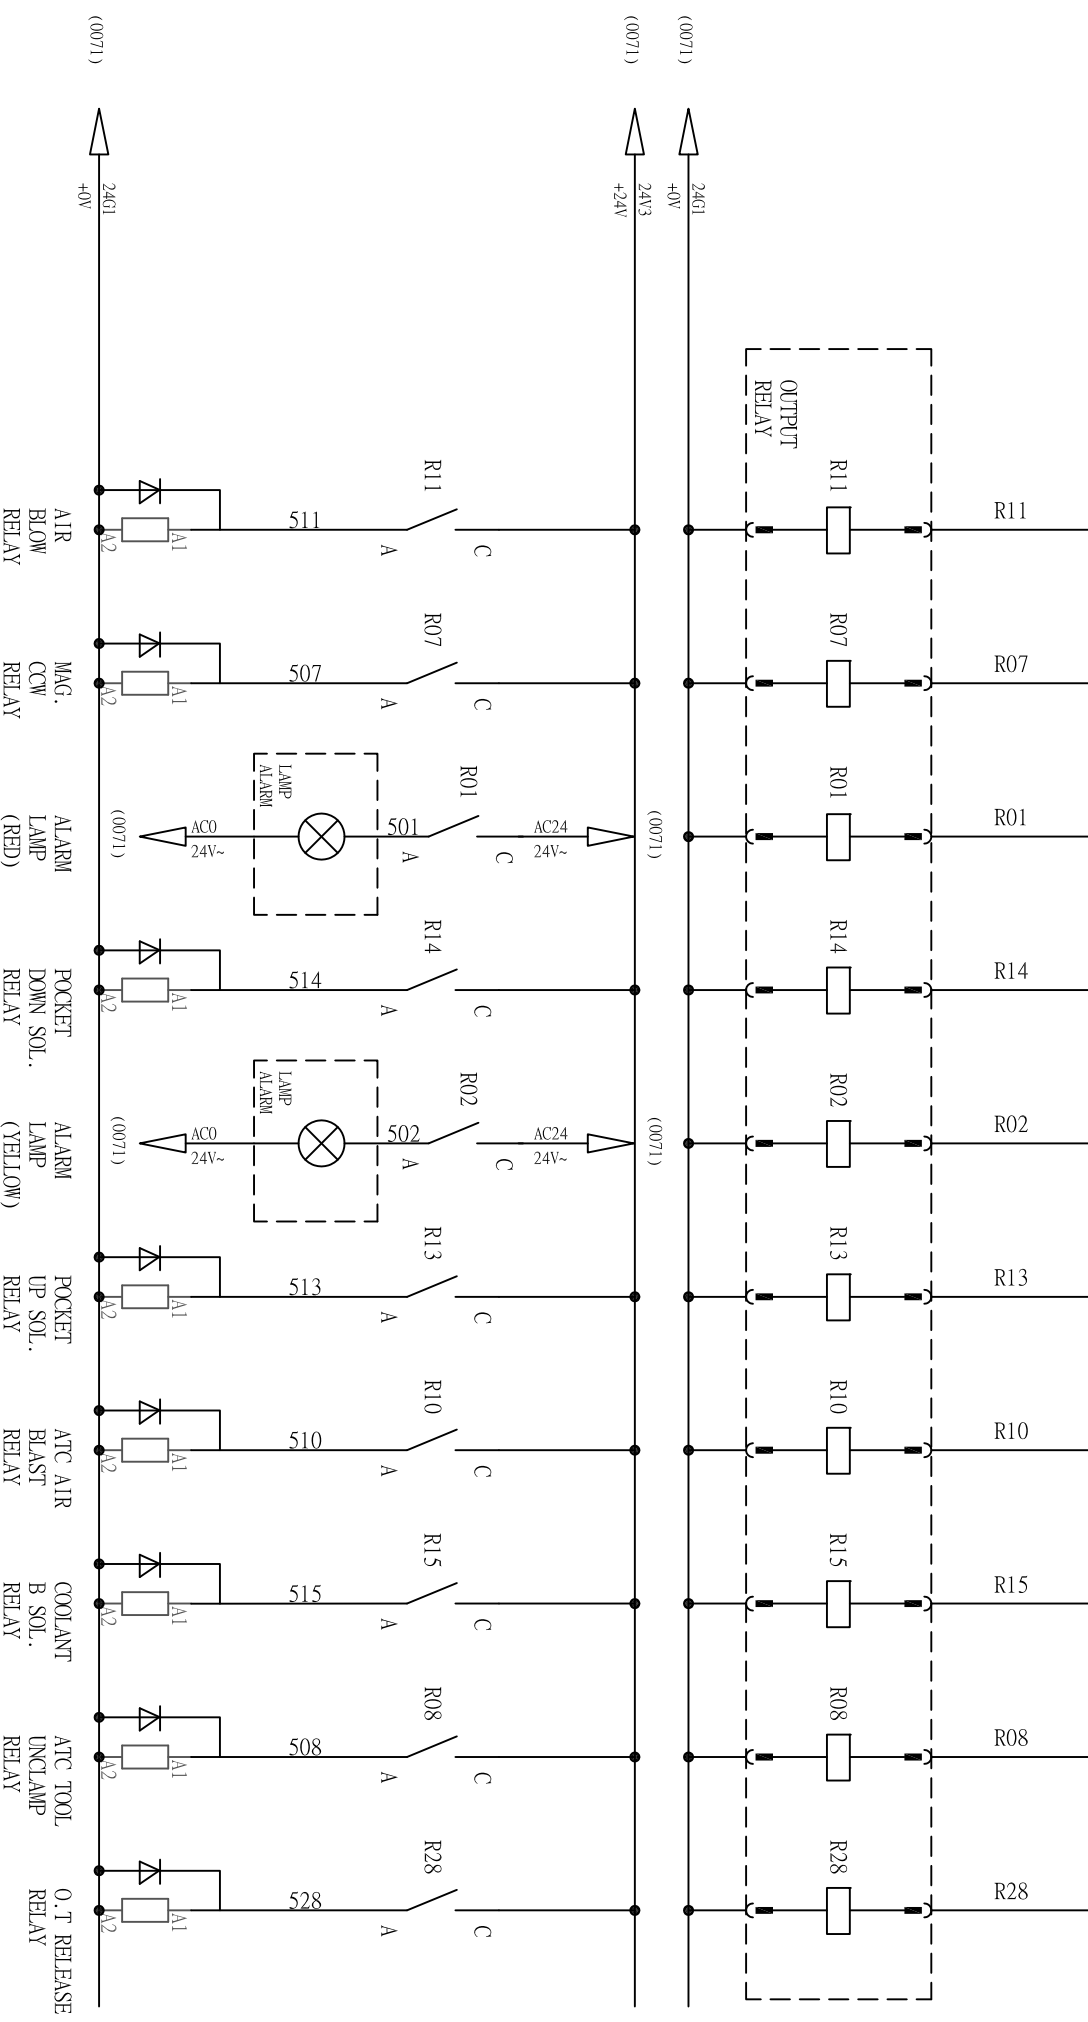 R11
R07
R01
R14
R02
R13
R10
R15
R08
R28
OUTPUT
RELAY
R11
R07
R01
R14
R02
R13
R10
R15
R08
R28
(0071)
24G1
+0V
(0071)
24V3
+24V
(0071)
(0071)
R11
C
A
511
A1
A2
AIR
BLOW
RELAY
R07
C
A
507
A1
A2
MAG.
CCW
RELAY
AC24
24V~
R01
C
A
501
LAMP
ALARM
AC0
24V~
(0071)
ALARM
LAMP
(RED)
R14
C
A
514
A1
A2
POCKET
DOWN SOL.
RELAY
AC24
24V~
R02
C
A
502
LAMP
ALARM
AC0
24V~
(0071)
ALARM
LAMP
(YELLOW)
R13
C
A
513
A1
A2
POCKET
UP SOL.
RELAY
R10
C
A
510
A1
A2
ATC AIR
BLAST
RELAY
R15
C
A
515
A1
A2
COOLANT
B SOL.
RELAY
R08
C
A
508
A1
A2
ATC TOOL
UNCLAMP
RELAY
R28
C
A
528
A1
A2
O.T RELEASE
RELAY
(0071)
24G1
+0V